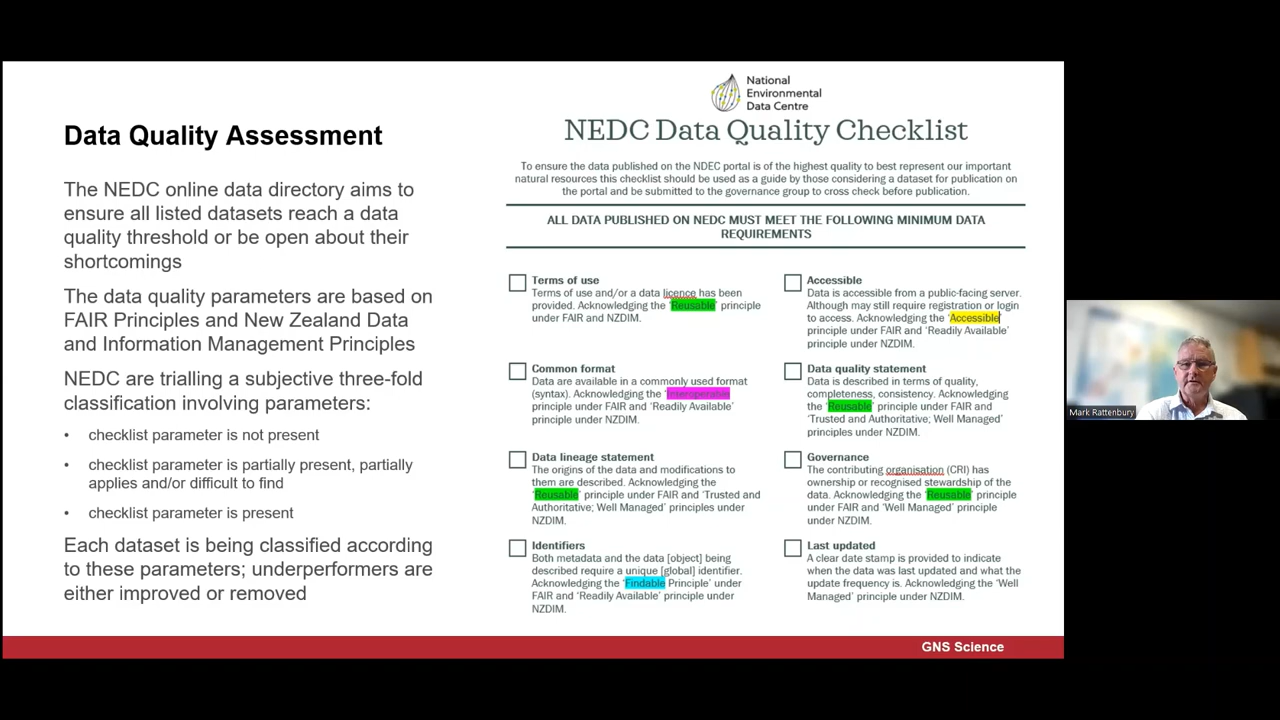 Data Quality Assessment
The NEDC online data directory aims to
ensure all listed datasets reach a data
quality threshold or be open about their
shortcomings
The data quality parameters are based on
FAIR Principles and New Zealand Data
and Information Management Principles
NEDC are trialling a subjective three-fold
classification involving parameters:
• checklist parameter is not present
• checklist parameter is partially present, partially
applies and/or difficult to find
• checklist parameter is present
Each dataset is being classified according
to these parameters; underperformers are
either improved or removed
National
Environmental
Data Centre
NEDC Data Quality Checklist
To ensure the data published on the NDEC portal is of the highest quality to best represent our important
natural resources this checklist should be used as a guide by those considering a dataset for publication on
the portal and be submitted to the governance group to cross check before publication.
ALL DATA PUBLISHED ON NEDC MUST MEET THE FOLLOWING MINIMUM DATA
REQUIREMENTS
Terms of use
Terms of use and/or a data licence has been
provided. Acknowledging the 'Reusable' principle
under FAIR and NZDIM.
Accessible
Data is accessible from a public-facing server.
Although may still require registration or login
to access. Acknowledging the 'Accessible'
principle under FAIR and 'Readily Available'
principle under NZDIM.
Common format
Data are available in a commonly used format
(syntax). Acknowledging the 'Interoperable'
principle under FAIR and 'Readily Available'
principle under NZDIM.
Data quality statement
Data is described in terms of quality,
completeness, consistency. Acknowledging
the 'Reusable' principle under FAIR and
'Trusted and Authoritative; Well Managed'
principles under NZDIM.
Data lineage statement
The origins of the data and modifications to
them are described. Acknowledging the
'Reusable' principle under FAIR and 'Trusted and
Authoritative; Well Managed' principles under
NZDIM.
Governance
The contributing organisation (CRI) has
ownership or recognised stewardship of the
data. Acknowledging the 'Reusable' principle
under FAIR and 'Well Managed' principle
under NZDIM.
Identifiers
Both metadata and the data [object] being
described require a unique [global] identifier.
Acknowledging the 'Findable Principle' under
FAIR and 'Readily Available' principle under
NZDIM.
Last updated
A clear date stamp is provided to indicate
when the data was last updated and what the
update frequency is. Acknowledging the 'Well
Managed' principle under NZDIM.
GNS Science
Mark Rattenbury